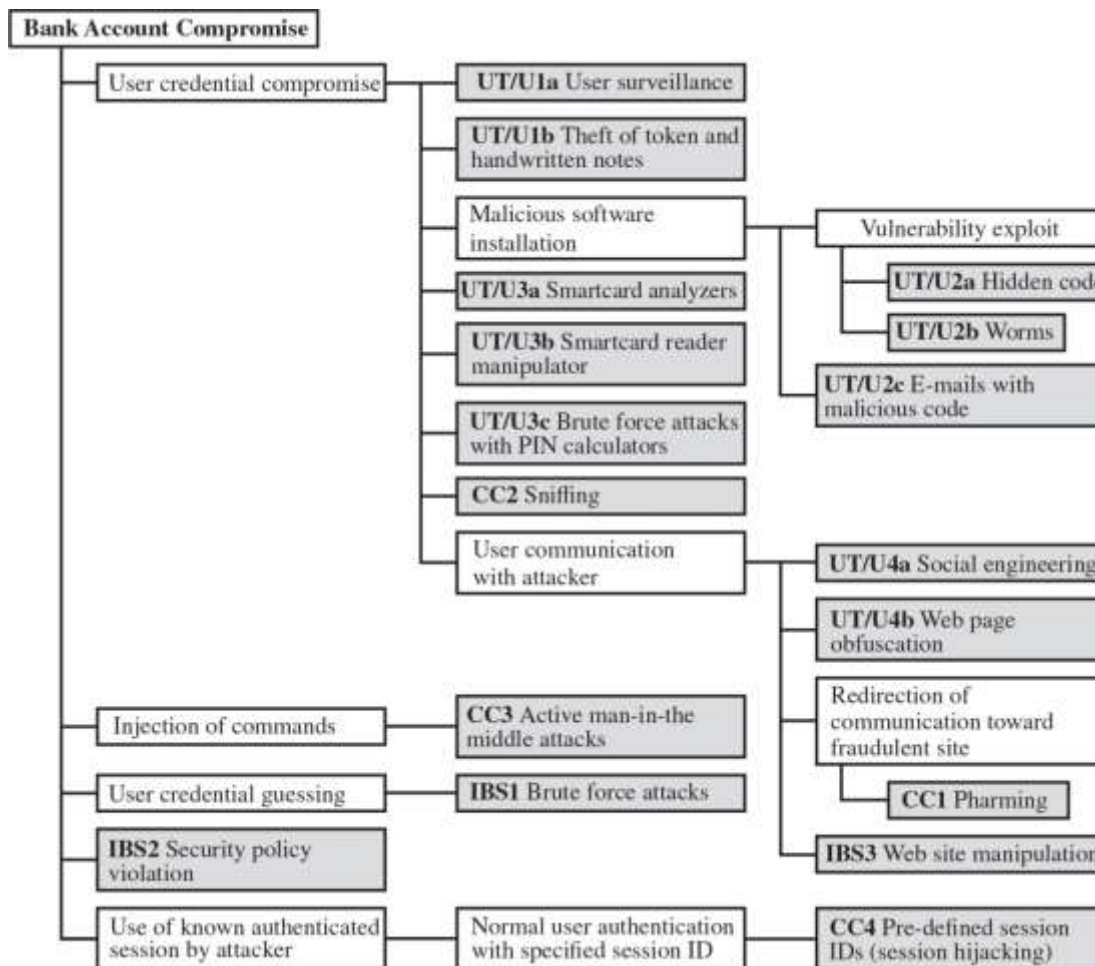 Bank Account Compromise
User credential compromise
UT/U1a User surveillance
UT/U1b Theft of token and
handwritten notes
Malicious software
installation
Vulnerability exploit
UT/U2a Hidden code
UT/U2b Worms
UT/U2c E-mails with
malicious code
UT/U3a Smartcard analyzers
UT/U3b Smartcard reader
manipulator
UT/U3c Brute force attacks
with PIN calculators
CC2 Sniffing
User communication
with attacker
UT/U4a Social engineering
UT/U4b Web page
obfuscation
Redirection of
communication toward
fraudulent site
CC1 Pharming
IBS3 Web site manipulation
Injection of commands
CC3 Active man-in-the
middle attacks
User credential guessing
IBS1 Brute force attacks
IBS2 Security policy
violation
Use of known authenticated
session by attacker
Normal user authentication
with specified session ID
CC4 Pre-defined session
IDs (session hijacking)